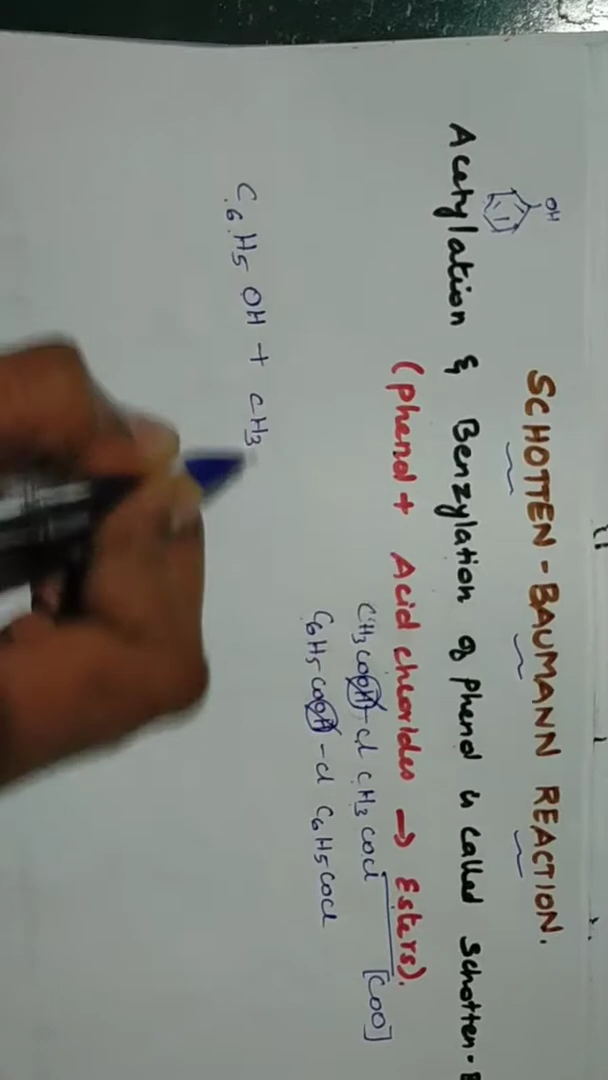 SCHOTTEN-BAUMANN REACTION.
OH
Acetylation & Benzylation of phenol is called Schotten-B
(phenol + Acid chlorides → Esters).
CH3COOH-Cl CH3COCl [COO]
C6H5COOH-Cl C6H5COCl
C6H5OH + CH3